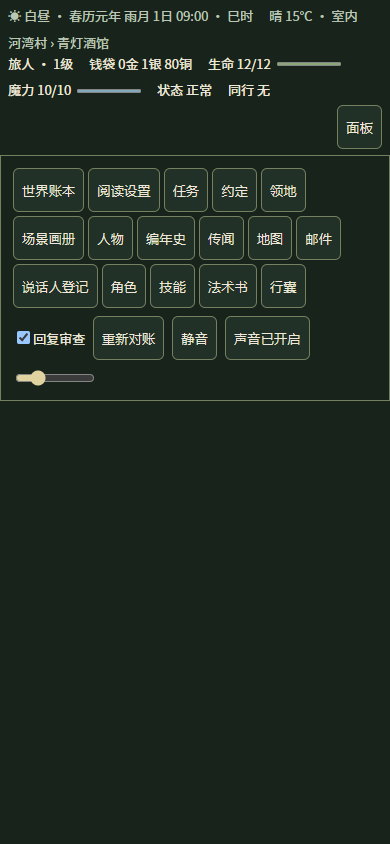 ☀ 白昼 • 春历元年 雨月 1日 09:00 • 巳时 晴 15°C • 室内
河湾村 › 青灯酒馆
旅人 • 1级 钱袋 0金 1银 80铜 生命 12/12
魔力 10/10 状态 正常 同行 无
面板
世界账本 阅读设置 任务 约定 领地
场景画册 人物 编年史 传闻 地图 邮件
说话人登记 角色 技能 法术书 行囊
回复审查 重新对账 静音 声音已开启